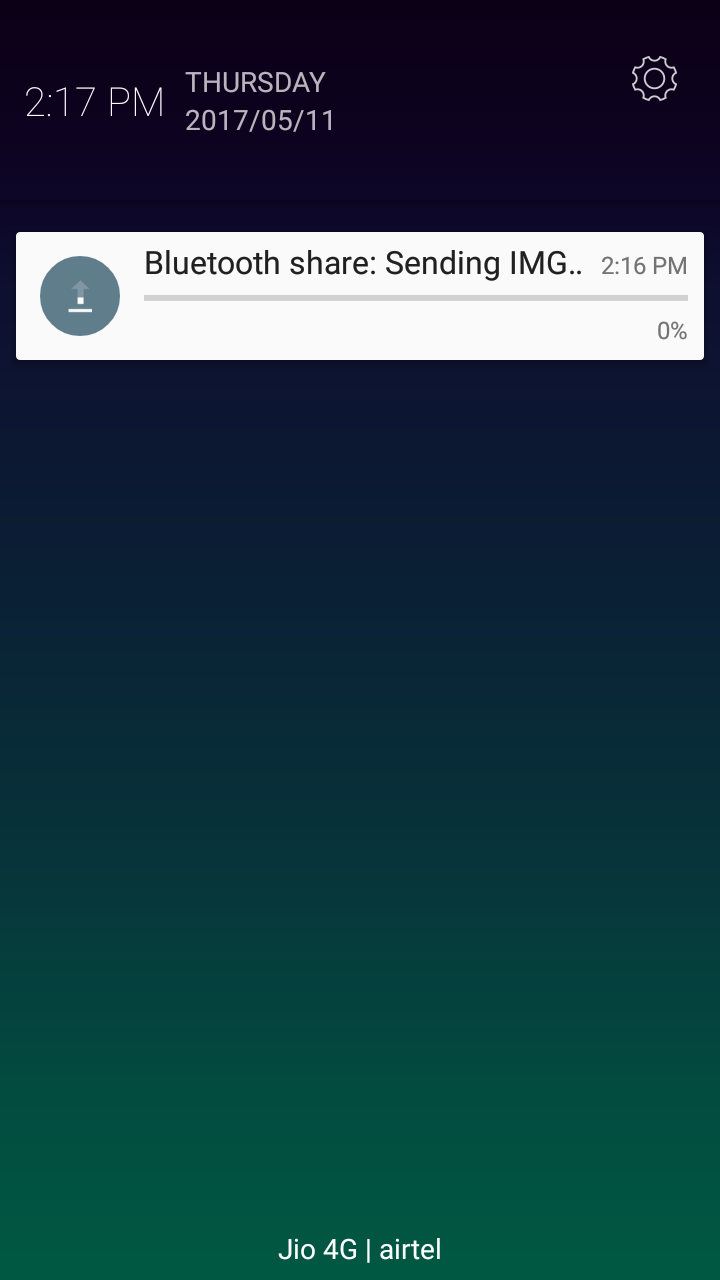 2:17 PM
THURSDAY
2017/05/11
Bluetooth share: Sending IMG.. 2:16 PM
0%
Jio 4G | airtel